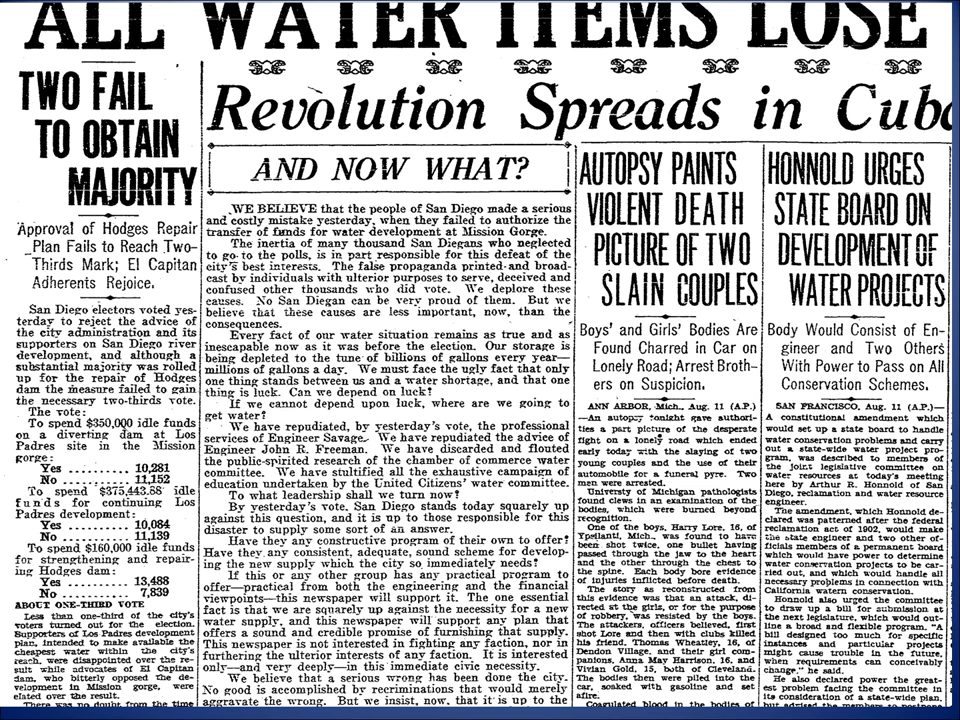 ALL WATER ITEMS LOSE
Revolution Spreads in Cuba
TWO FAIL
TO OBTAIN
MAJORITY
Approval of Hodges Repair
Plan Fails to Reach Two-
Thirds Mark; El Capitan
Adherents Rejoice.
San Diego electors voted yes-
terday to reject the advice of
the city administration and its
supporters on San Diego river
development, and although a
substantial majority was rolled
up for the repair of Hodges
dam the measure failed to gain
the necessary two-thirds vote.
The vote:
To spend $350,000 idle funds
on a diverting dam at Los
Padres site in the Mission
gorge:
Yes .......... 10,281
No ........... 11,152
To spend $375,443.58 idle
funds for continuing Los
Padres development:
Yes .......... 10,084
No ........... 11,139
To spend $160,000 idle funds
for strengthening and repair-
ing Hodges dam:
Yes .......... 13,488
No ........... 7,839
ABOUT ONE-THIRD VOTE
Less than one-third of the city's
voters turned out for the election.
Supporters of Los Padres development
plan, intended to make available the
cheapest water within the city's
reach, were disappointed over the re-
sult while advocates of El Capitan
dam, who bitterly opposed the de-
velopment in Mission gorge, were
elated over the result.
There was no doubt from the time
AND NOW WHAT?
WE BELIEVE that the people of San Diego made a serious
and costly mistake yesterday, when they failed to authorize the
transfer of funds for water development at Mission Gorge.
The inertia of many thousand San Diegans who neglected
to go to the polls, is in part responsible for this defeat of the
city's best interests. The false propaganda printed and broad-
cast by individuals with ulterior purposes to serve, deceived and
confused other thousands who did vote. We deplore these
causes. No San Diegan can be very proud of them. But we
believe that these causes are less important, now, than the
consequences.
Every fact of our water situation remains as true and as
inescapable now as it was before the election. Our storage is
being depleted to the tune of billions of gallons every year—
millions of gallons a day. We must face the ugly fact that only
one thing stands between us and a water shortage, and that one
thing is luck. Can we depend on luck?
If we cannot depend upon luck, where are we going to
get water?
We have repudiated, by yesterday's vote, the professional
services of Engineer Savage. We have repudiated the advice of
Engineer John R. Freeman. We have discarded and flouted
the public-spirited research of the chamber of commerce water
committee. We have stultified all the exhaustive campaign of
education undertaken by the United Citizens' water committee.
To what leadership shall we turn now?
By yesterday's vote, San Diego stands today squarely up
against this question, and it is up to those responsible for this
disaster to supply some sort of an answer.
Have they any constructive program of their own to offer?
Have they any consistent, adequate, sound scheme for develop-
ing the new supply which the city so immediately needs?
If this or any other group has any practical program to
offer—practical from both the engineering and the financial
viewpoints—this newspaper will support it. The one essential
fact is that we are squarely up against the necessity for a new
water supply, and this newspaper will support any plan that
offers a sound and credible promise of furnishing that supply.
This newspaper is not interested in fighting any faction, nor in
furthering the ulterior interests of any faction. It is interested
only—and very deeply—in this immediate civic necessity.
We believe that a serious wrong has been done the city.
No good is accomplished by recriminations that would merely
aggravate the wrong. But we insist, now, that it is up to the
AUTOPSY PAINTS
VIOLENT DEATH
PICTURE OF TWO
SLAIN COUPLES
Boys' and Girls' Bodies Are
Found Charred in Car on
Lonely Road; Arrest Broth-
ers on Suspicion.
ANN ARBOR, Mich., Aug. 11 (A.P.)
—An autopsy tonight gave authori-
ties a part picture of the desperate
fight on a lonely road which ended
early today with the slaying of two
young couples and the use of their
automobile for a funeral pyre. Two
men were arrested.
University of Michigan pathologists
found clews in an examination of the
bodies, which were burned beyond
recognition.
One of the boys, Harry Lore, 16, of
Ypsilanti, Mich., was found to have
been shot twice, one bullet having
passed through the jaw to the head
and the other through the chest to
the spine. Each body bore evidence
of injuries inflicted before death.
The story as reconstructed from
this evidence was that an attack, di-
rected at the girls, or for the purpose
of robbery, was resisted by the boys.
The attackers, officers believed, first
shot Lore and then with clubs killed
his friend, Thomas Wheatley, 16, of
Dendon Village, and their girl com-
panions, Anna May Harrison, 16, and
Vivian Gold, 15, both of Cleveland.
The bodies then were piled into the
car, soaked with gasoline and set
afire.
Coagulated blood in the bodies of
HONNOLD URGES
STATE BOARD ON
DEVELOPMENT OF
WATER PROJECTS
Body Would Consist of En-
gineer and Two Others
With Power to Pass on All
Conservation Schemes.
SAN FRANCISCO, Aug. 11 (A.P.)—
A constitutional amendment which
would set up a state board to handle
water conservation problems and carry
out a state-wide water project pro-
gram, was described to members of
the joint legislative committee on
water resources at today's meeting
here by Arthur R. Honnold of San
Diego, reclamation and water resource
engineer.
The amendment, which Honnold de-
clared was patterned after the federal
reclamation act of 1902, would make
the state engineer and two other of-
ficials members of a permanent board
which would have power to determine
water conservation projects to be car-
ried out, and which would handle all
necessary problems in connection with
California watern conservation.
Honnold also urged the committee
to draw up a bill for submission at
the next legislature, which would out-
line a broad and flexible program. "A
bill designed too much for specific
instances and particular projects
might cause trouble in the future,
when requirements can conceivably
change," he said.
He also declared power the great-
est problem facing the committee in
its consideration of a state-wide plan,